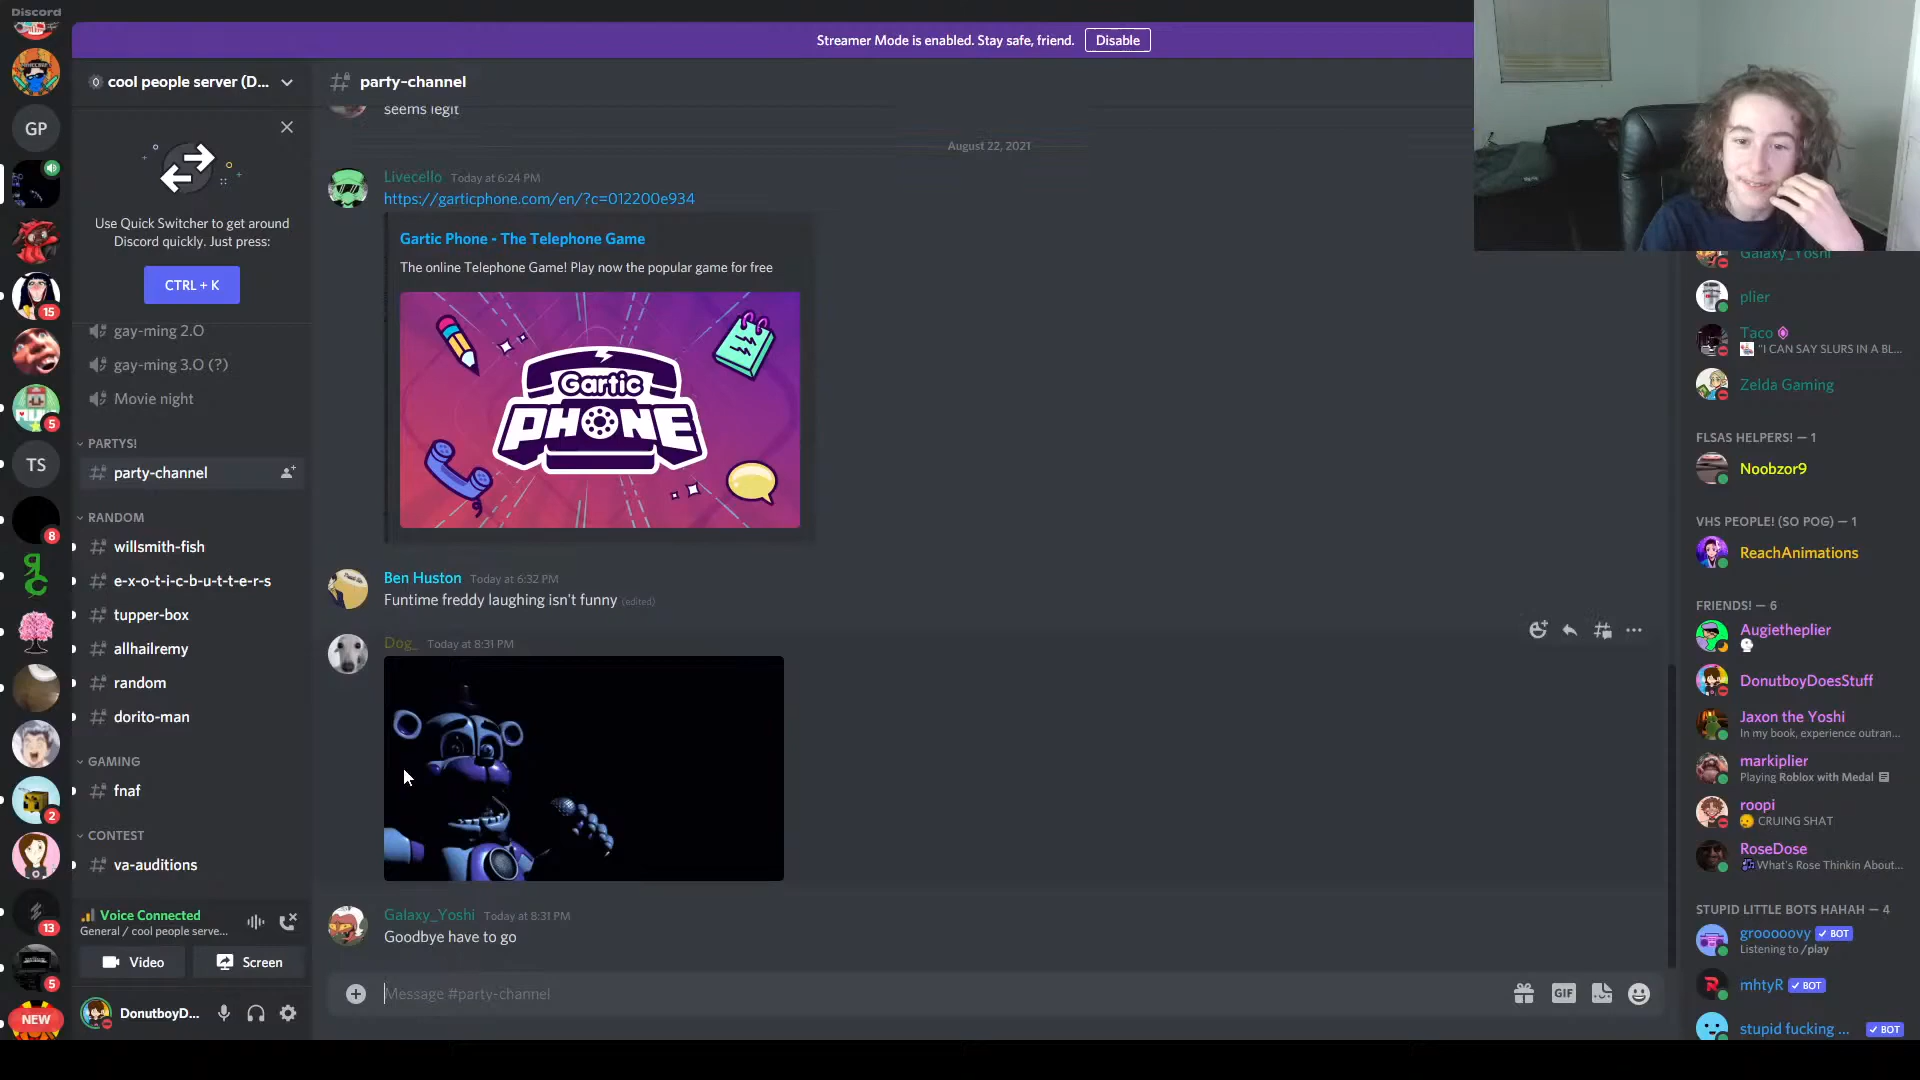 Discord
Streamer Mode is enabled. Stay safe, friend.
Disable
cool people server (D...
party-channel
Use Quick Switcher to get around
Discord quickly. Just press:
CTRL + K
gay-ming 2.O
gay-ming 3.O (?)
Movie night
PARTYS!
party-channel
RANDOM
willsmith-fish
e-x-o-t-i-c-b-u-t-t-e-r-s
tupper-box
allhailremy
random
dorito-man
GAMING
fnaf
CONTEST
va-auditions
Voice Connected
General / cool people serve...
Video
Screen
DonutboyD...
GP
15
5
TS
8
2
13
5
NEW
seems legit
August 22, 2021
Livecello Today at 6:24 PM
https://garticphone.com/en/?c=012200e934
Gartic Phone - The Telephone Game
The online Telephone Game! Play now the popular game for free
Gartic
PHONE
Ben Huston Today at 6:32 PM
Funtime freddy laughing isn't funny (edited)
Dog_ Today at 8:31 PM
Galaxy_Yoshi Today at 8:31 PM
Goodbye have to go
Message #party-channel
GIF
Galaxy_Yoshi
plier
Taco
"I CAN SAY SLURS IN A BL...
Zelda Gaming
FLSAS HELPERS! — 1
Noobzor9
VHS PEOPLE! (SO POG) — 1
ReachAnimations
FRIENDS! — 6
Augietheplier
DonutboyDoesStuff
Jaxon the Yoshi
In my book, experience outran...
markiplier
Playing Roblox with Medal
roopi
CRUING SHAT
RoseDose
What's Rose Thinkin About...
STUPID LITTLE BOTS HAHAH — 4
grooooovy BOT
Listening to /play
mhtyR BOT
stupid fucking ... BOT